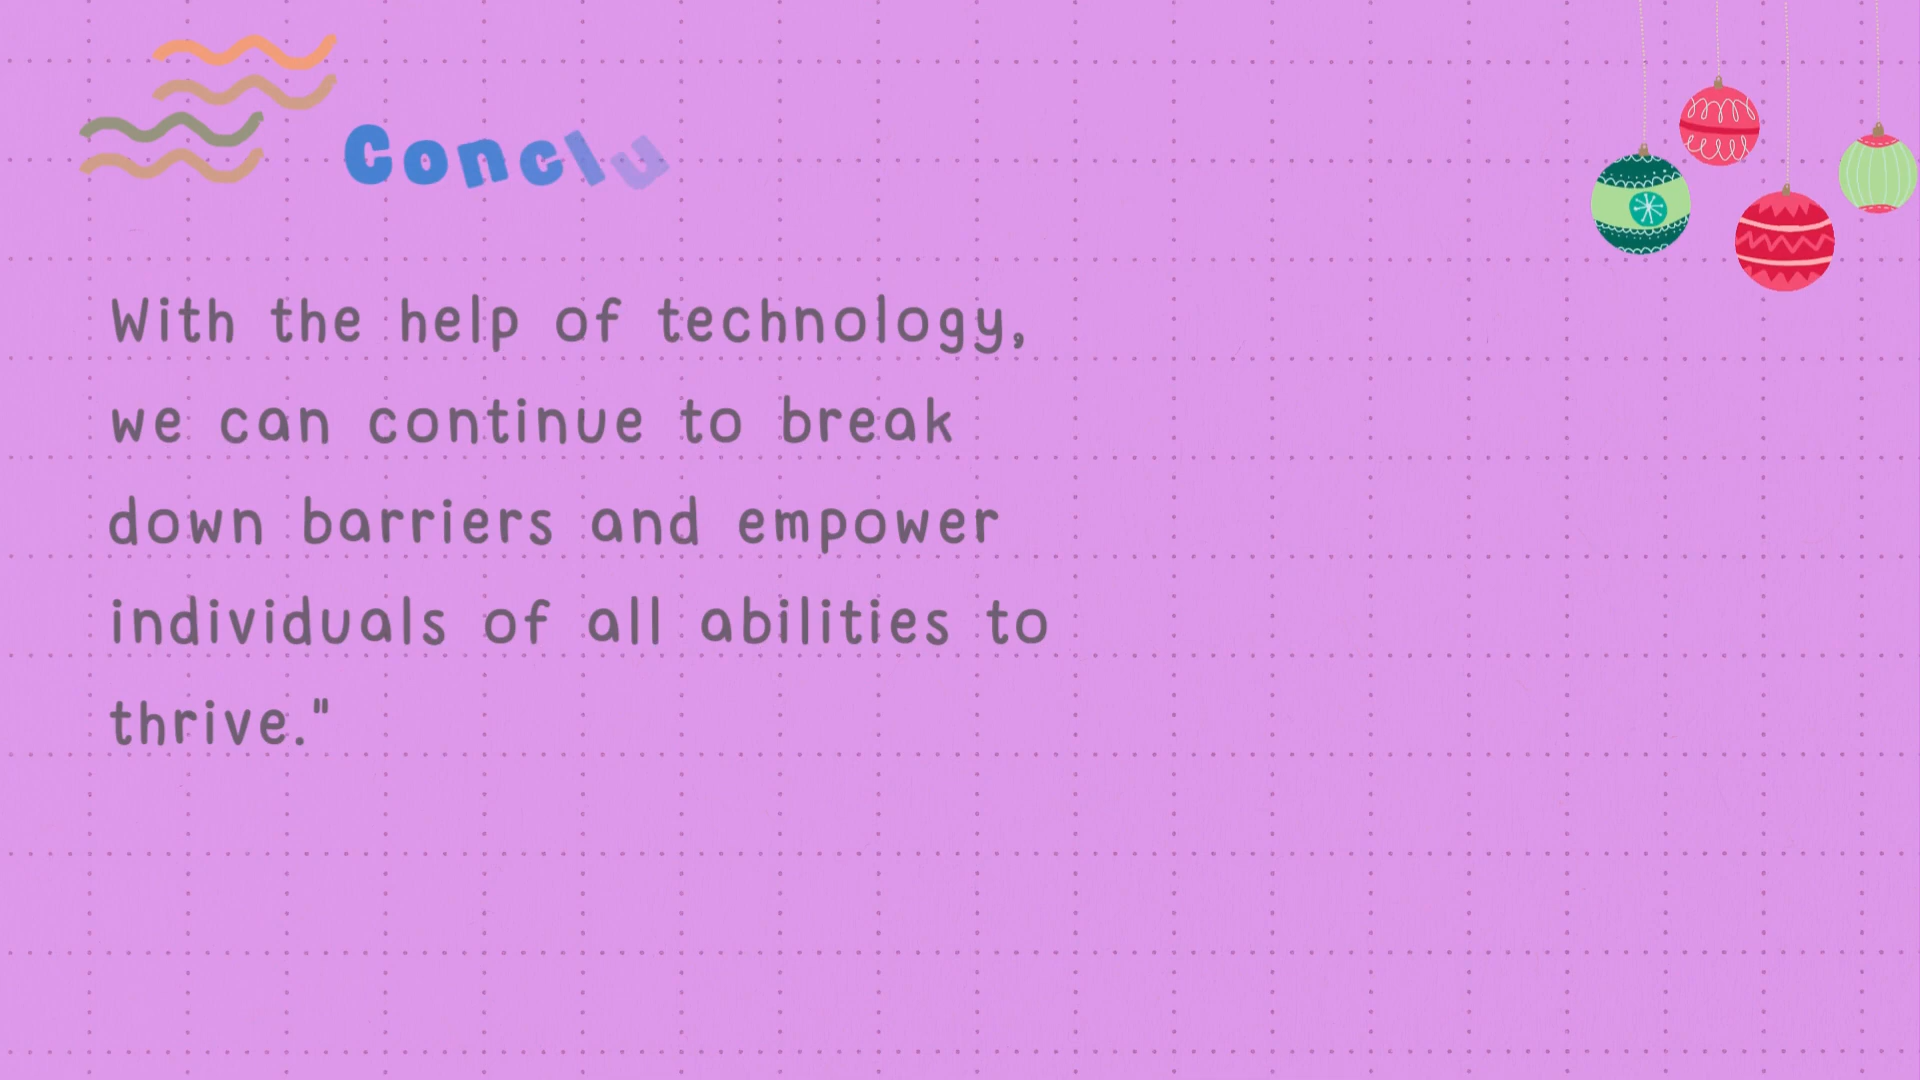 Conclu
With the help of technology,
we can continue to break
down barriers and empower
individuals of all abilities to
thrive."